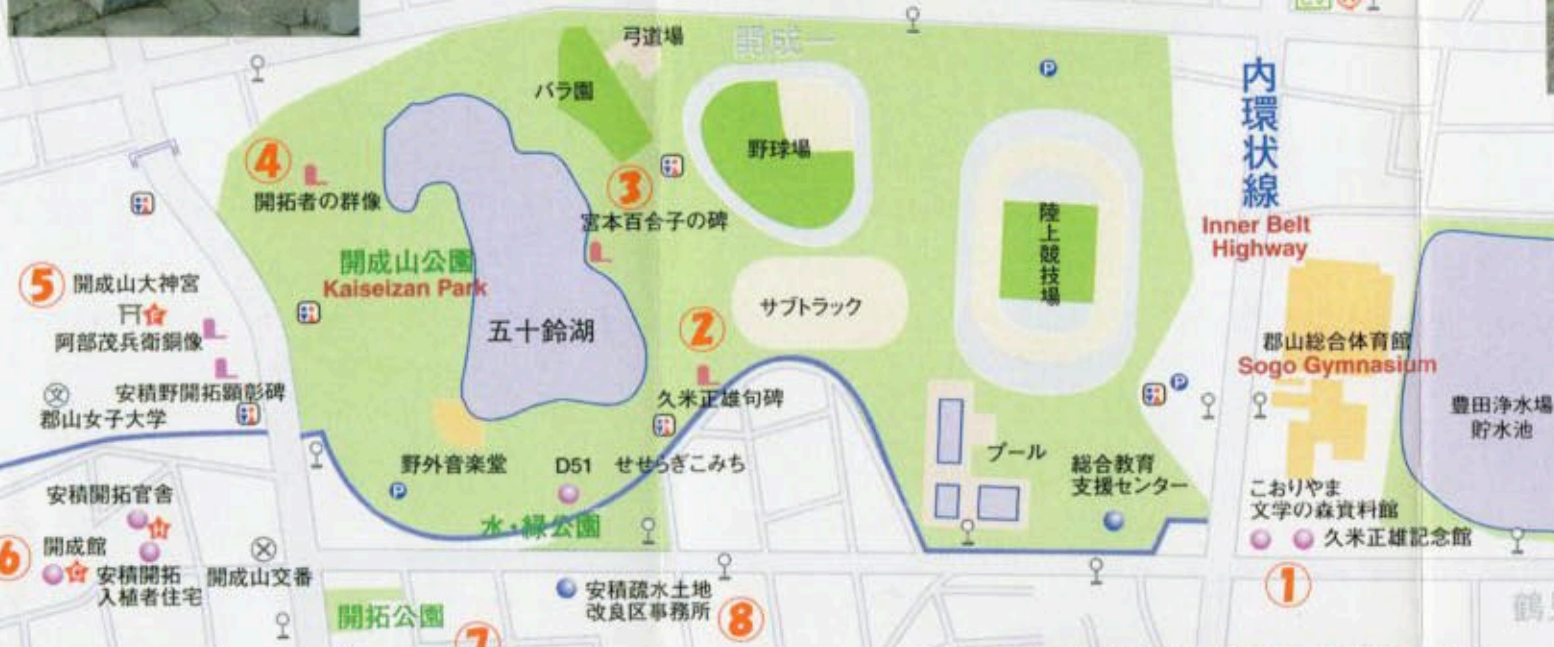 弓道場
開成一
バラ園
P
野球場
内環状線
Inner Belt
Highway
4
開拓者の群像
3
宮本百合子の碑
陸上競技場
5
開成山大神宮
開成山公園
Kaiseizan Park
サブトラック
阿部茂兵衛銅像
五十鈴湖
2
郡山総合体育館
Sogo Gymnasium
文
安積野開拓顕彰碑
郡山女子大学
久米正雄句碑
P
豊田浄水場
貯水池
野外音楽堂
D51
せせらぎこみち
プール
総合教育
支援センター
P
安積開拓官舎
水・緑公園
こおりやま
文学の森資料館
久米正雄記念館
6
開成館
安積開拓
入植者住宅
開成山交番
1
安積疏水土地
改良区事務所
8
開拓公園
7
鶴